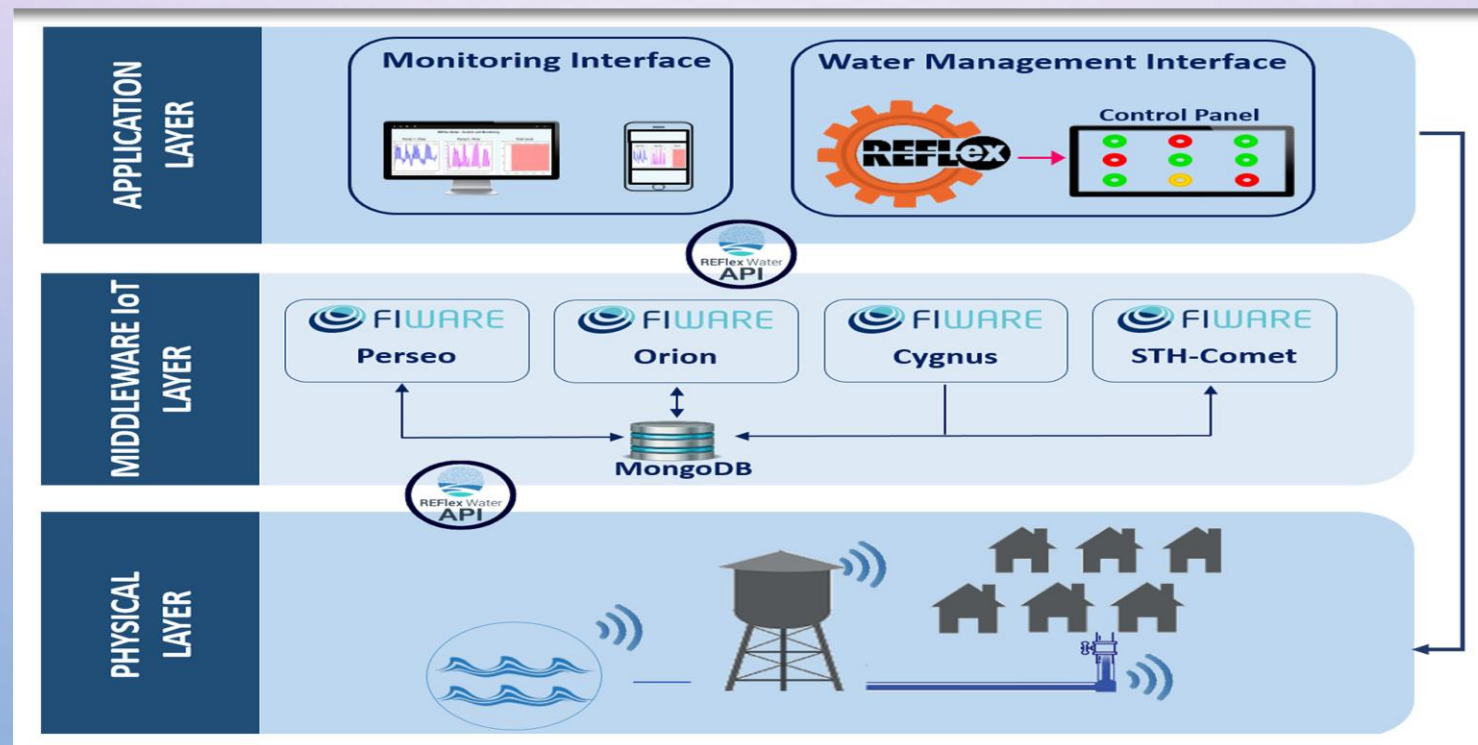 APPLICATION
LAYER
Monitoring Interface
Water Management Interface
REFLex
Control Panel
REFlex Water
API
MIDDLEWARE IoT
LAYER
FIWARE
Perseo
FIWARE
Orion
FIWARE
Cygnus
FIWARE
STH-Comet
MongoDB
REFlex Water
API
PHYSICAL
LAYER